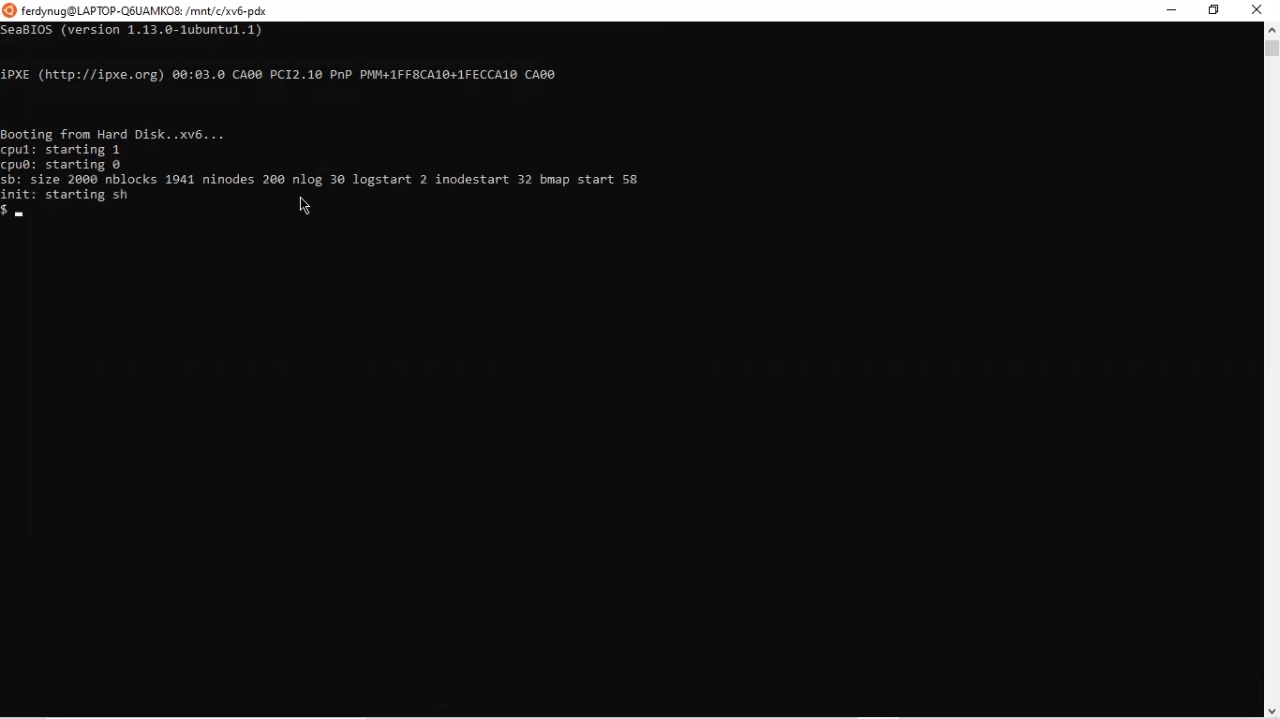 ferdynug@LAPTOP-Q6UAMKO8: /mnt/c/xv6-pdx
SeaBIOS (version 1.13.0-1ubuntu1.1)
iPXE (http://ipxe.org) 00:03.0 CA00 PCI2.10 PnP PMM+1FF8CA10+1FECCA10 CA00
Booting from Hard Disk..xv6...
cpu1: starting 1
cpu0: starting 0
sb: size 2000 nblocks 1941 ninodes 200 nlog 30 logstart 2 inodestart 32 bmap start 58
init: starting sh
$